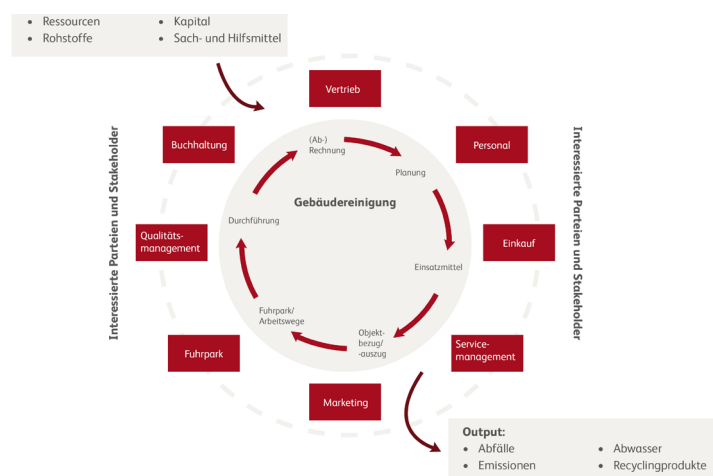 • Ressourcen
• Kapital
• Rohstoffe
• Sach- und Hilfsmittel
Interessierte Parteien und Stakeholder
Interessierte Parteien und Stakeholder
Vertrieb
Buchhaltung
Personal
Qualitäts-
management
Einkauf
Fuhrpark
Service-
management
Marketing
Gebäudereinigung
(Ab-)
Rechnung
Planung
Durchführung
Einsatzmittel
Fuhrpark/
Arbeitswege
Objekt-
bezug/
-auszug
Output:
• Abfälle
• Abwasser
• Emissionen
• Recyclingprodukte